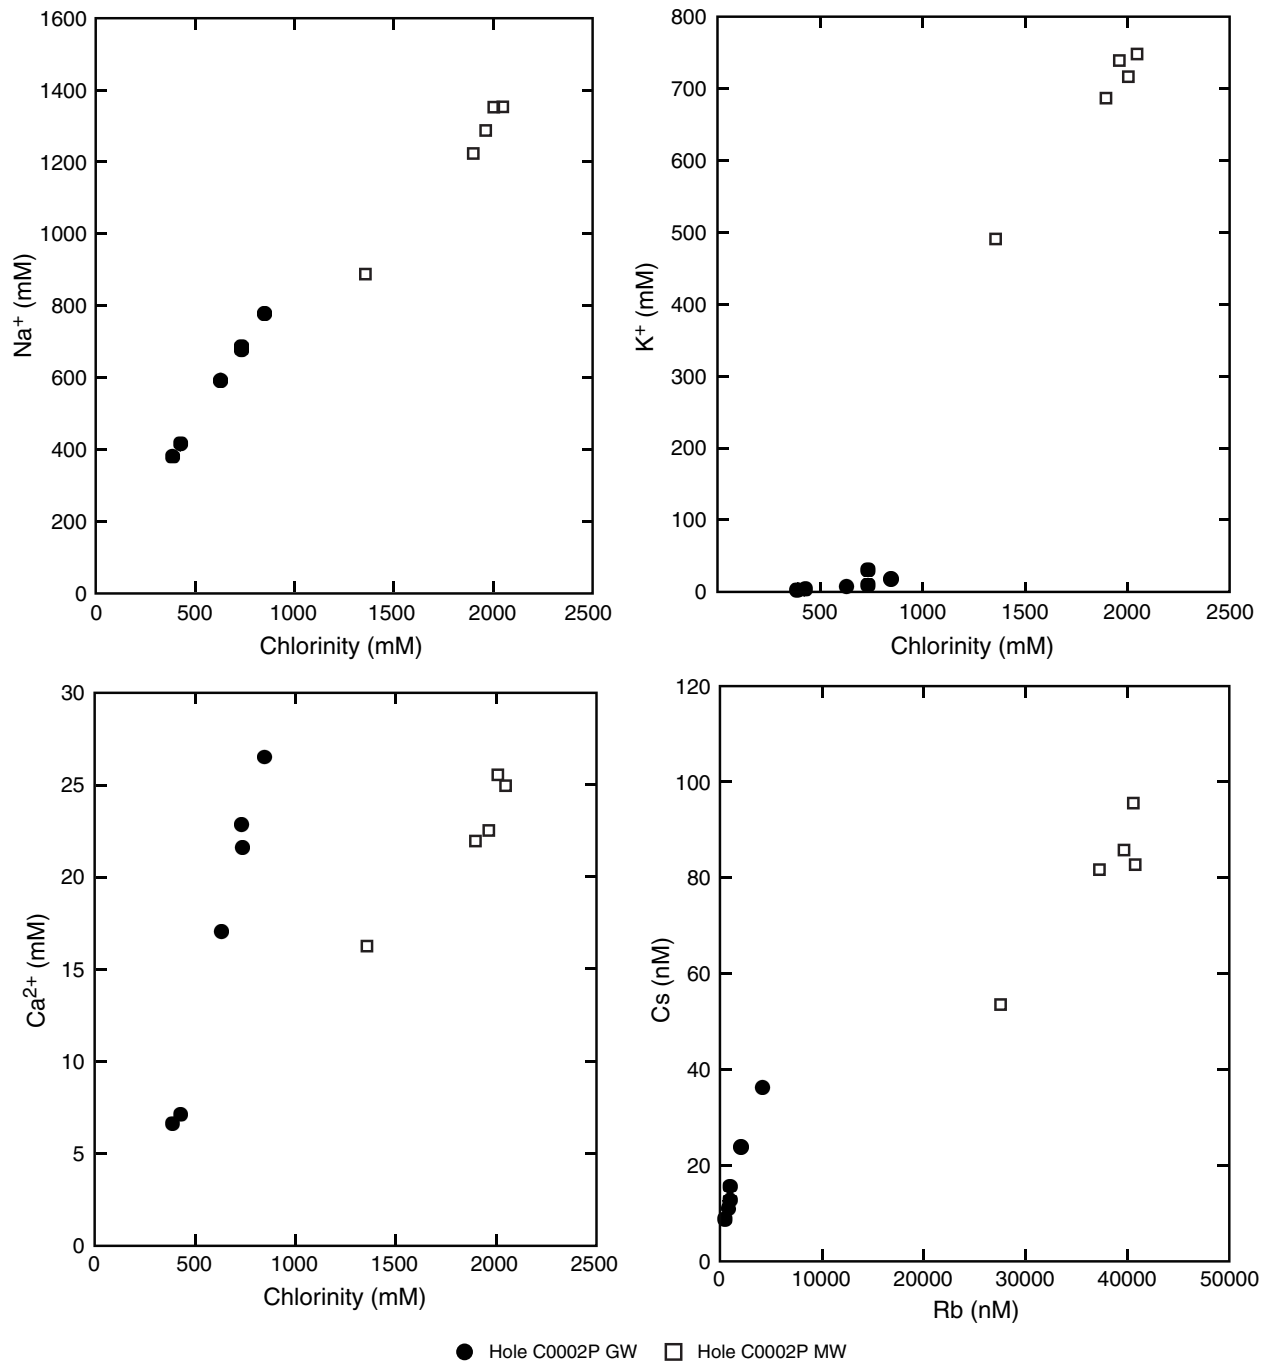 1600
1400
1200
1000
800
600
400
200
0
Na⁺ (mM)
0 500 1000 1500 2000 2500
Chlorinity (mM)
800
700
600
500
400
300
200
100
0
K⁺ (mM)
500 1000 1500 2000 2500
Chlorinity (mM)
30
25
20
15
10
5
0
Ca²⁺ (mM)
0 500 1000 1500 2000 2500
Chlorinity (mM)
120
100
80
60
40
20
0
Cs (nM)
0 10000 20000 30000 40000 50000
Rb (nM)
Hole C0002P GW Hole C0002P MW